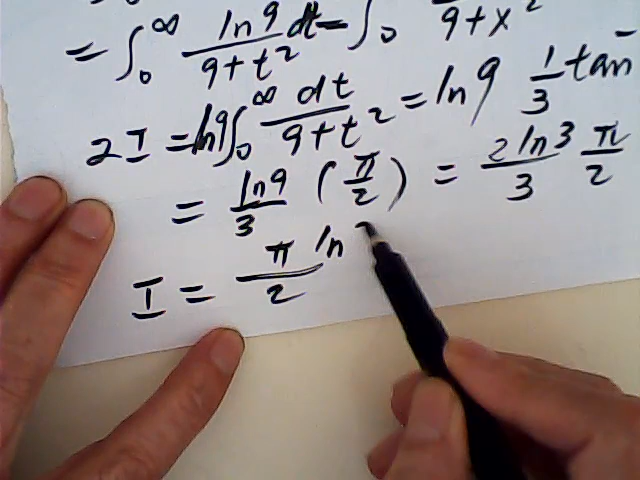 = ∫₀^∞ ln9/(9+t²) dt - ∫₀ 9+x²
2I = ln9 ∫₀^∞ dt/(9+t²) = ln9 1/3 tan⁻
= ln9/3 (π/2) = 2ln3/3 π/2
I = π/2 ln